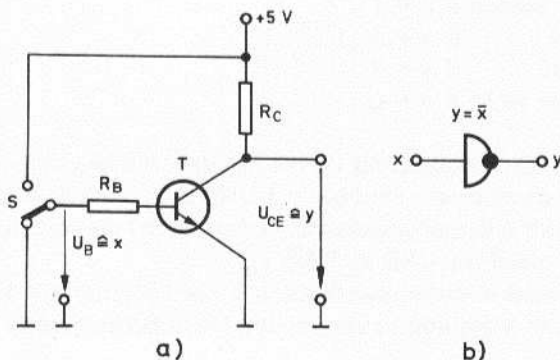 +5 V
R_C
y = x̄
T
x
y
S
R_B
U_B ≙ x
U_CE ≙ y
a)
b)